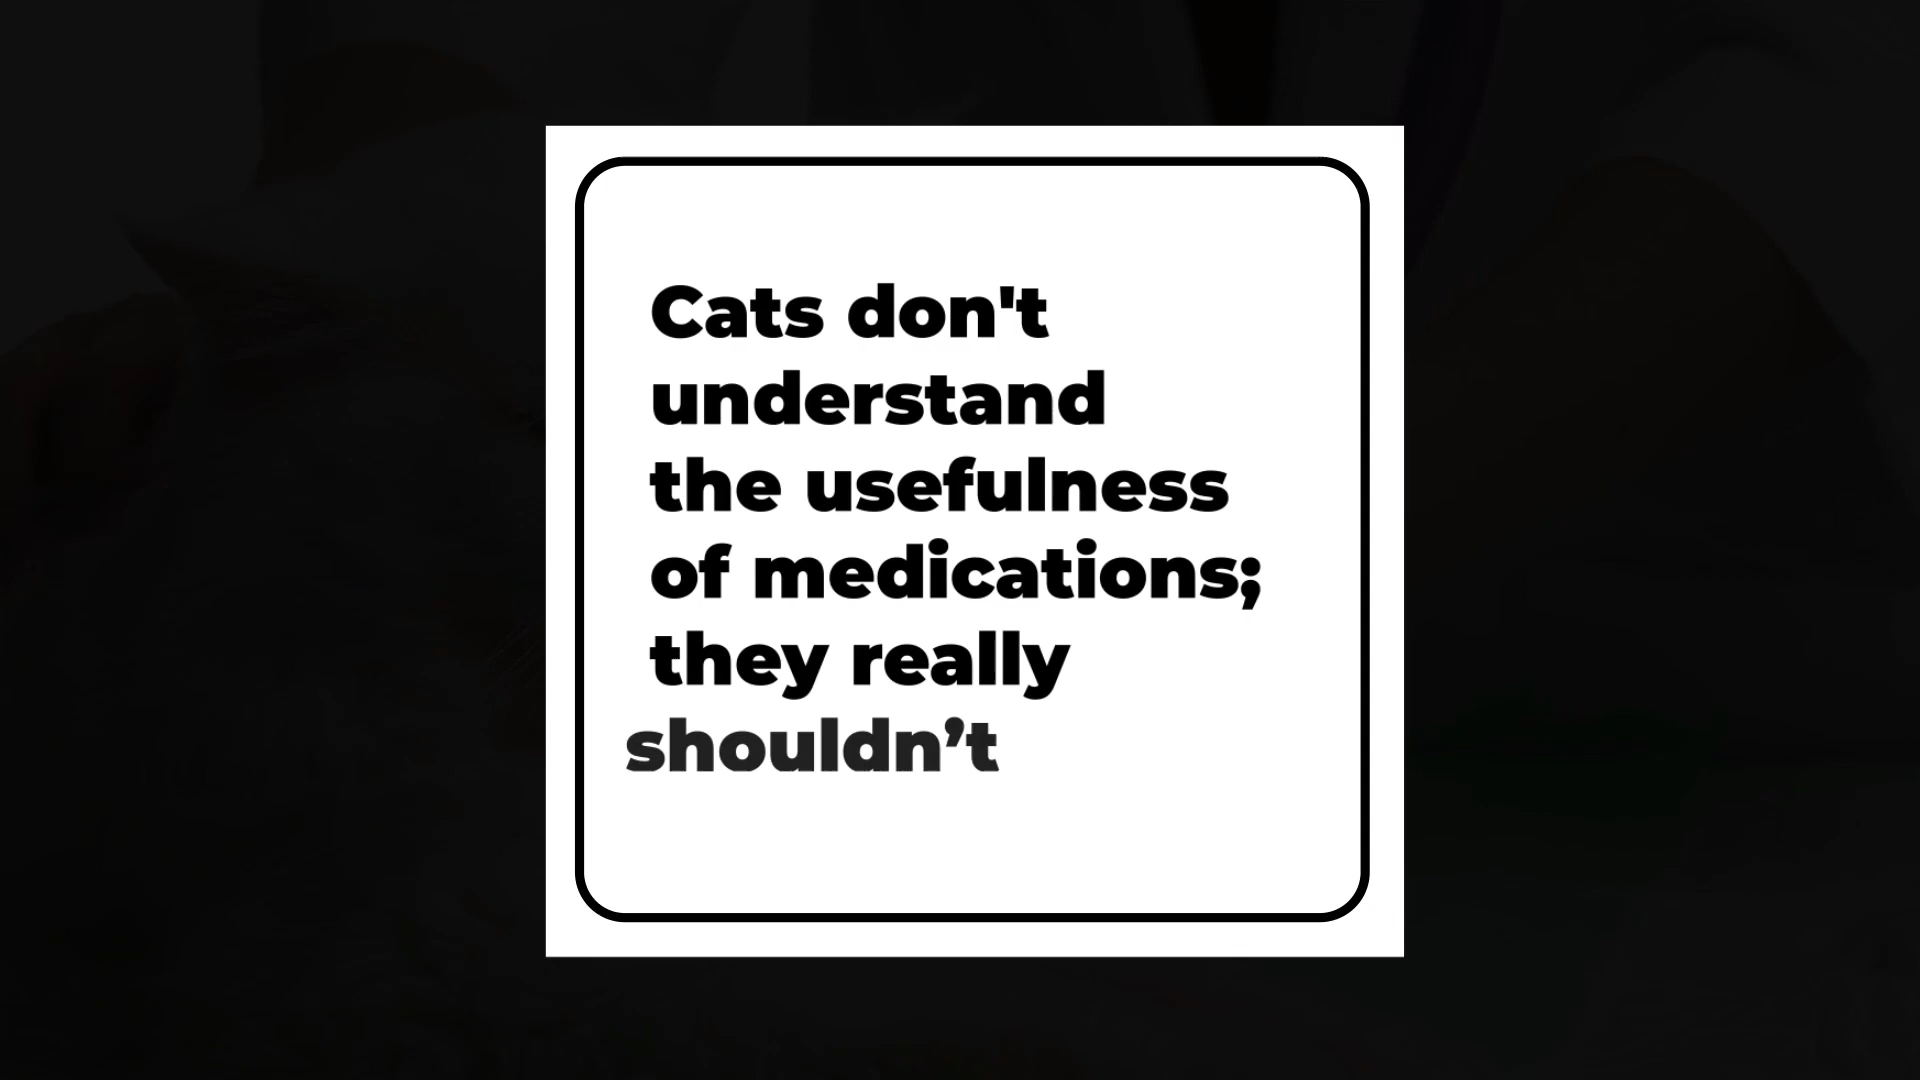 Cats don't
understand
the usefulness
of medications;
they really
shouldn’t